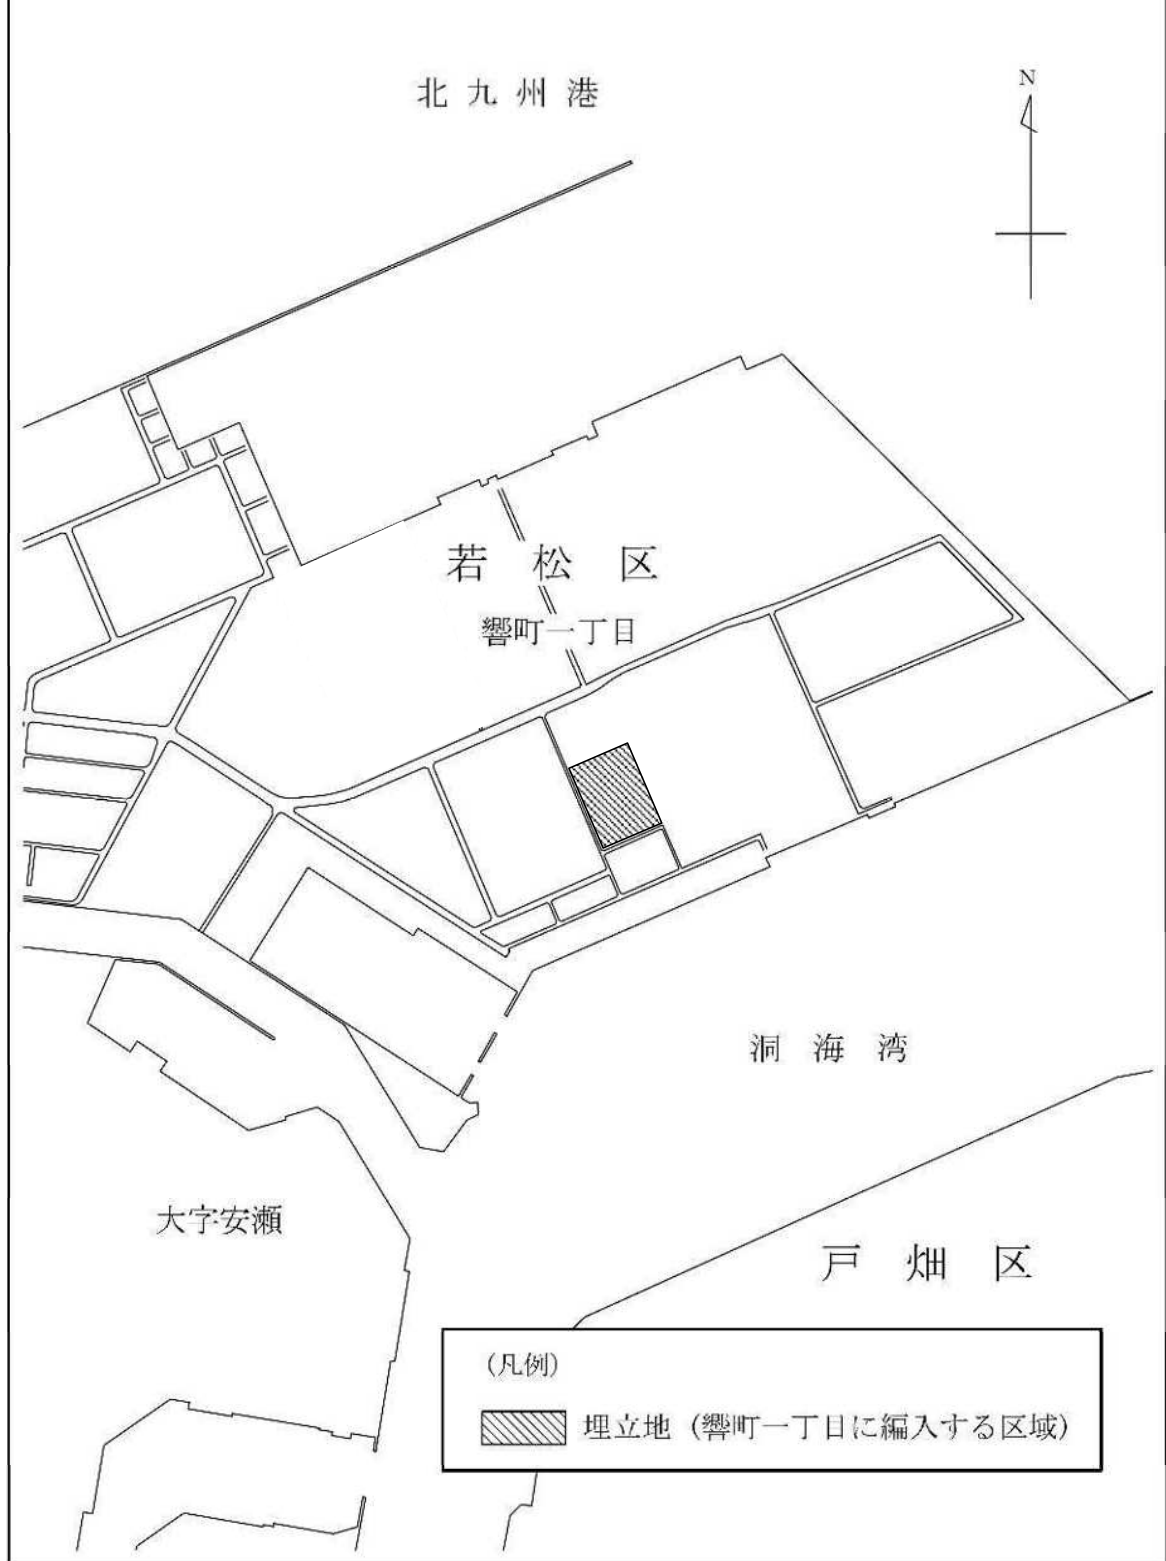 北九州港
N
若松区
響町一丁目
洞海湾
大字安瀬
戸畑区
（凡例）
埋立地（響町一丁目に編入する区域）